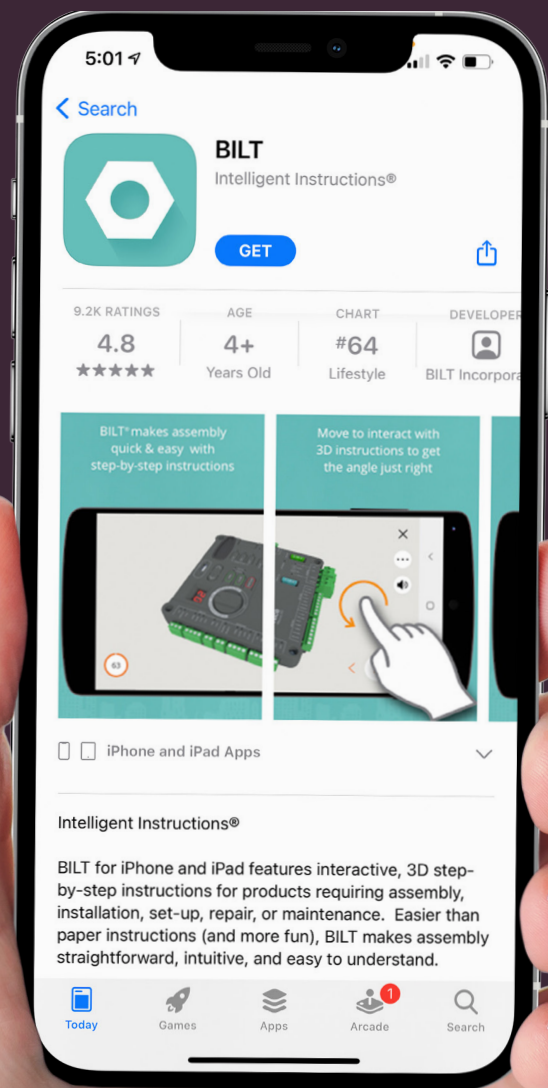 5:01
Search
BILT
Intelligent Instructions®
GET
9.2K RATINGS
4.8
AGE
4+
Years Old
CHART
#64
Lifestyle
DEVELOPER
BILT Incorpora
BILT® makes assembly
quick & easy with
step-by-step instructions
Move to interact with
3D instructions to get
the angle just right
63
iPhone and iPad Apps
Intelligent Instructions®
BILT for iPhone and iPad features interactive, 3D step-
by-step instructions for products requiring assembly,
installation, set-up, repair, or maintenance. Easier than
paper instructions (and more fun), BILT makes assembly
straightforward, intuitive, and easy to understand.
Today
Games
Apps
1
Arcade
Search